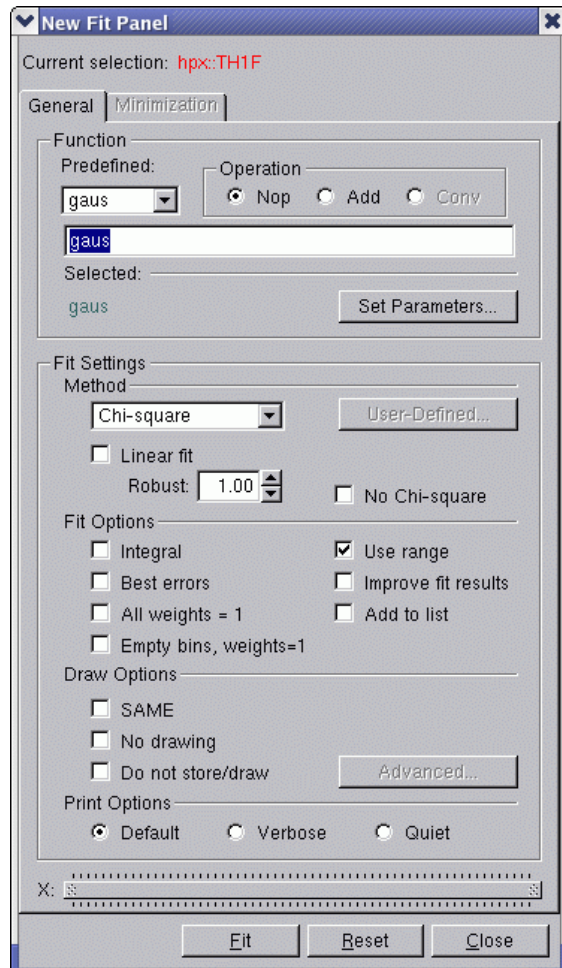 New Fit Panel
Current selection: hpx::TH1F
General Minimization
Function
Predefined: Operation
gaus Nop Add Conv
gaus
Selected:
gaus Set Parameters...
Fit Settings
Method
Chi-square User-Defined...
Linear fit
Robust: 1.00 No Chi-square
Fit Options
Integral Use range
Best errors Improve fit results
All weights = 1 Add to list
Empty bins, weights=1
Draw Options
SAME
No drawing
Do not store/draw Advanced...
Print Options
Default Verbose Quiet
X:
Fit Reset Close